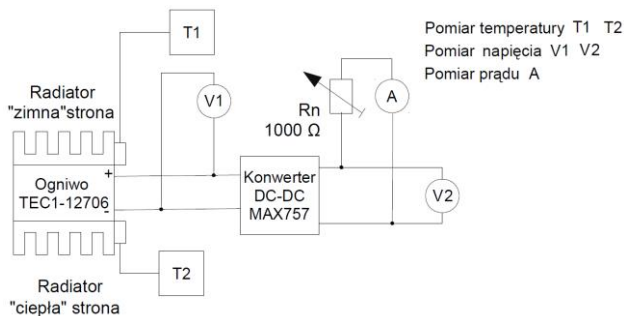 T1
Pomiar temperatury T1 T2
Pomiar napięcia V1 V2
Pomiar prądu A
Radiator
"zimna"strona
V1
Rn
1000 Ω
A
+
Ogniwo
TEC1-12706
-
Konwerter
DC-DC
MAX757
V2
T2
Radiator
"ciepła" strona